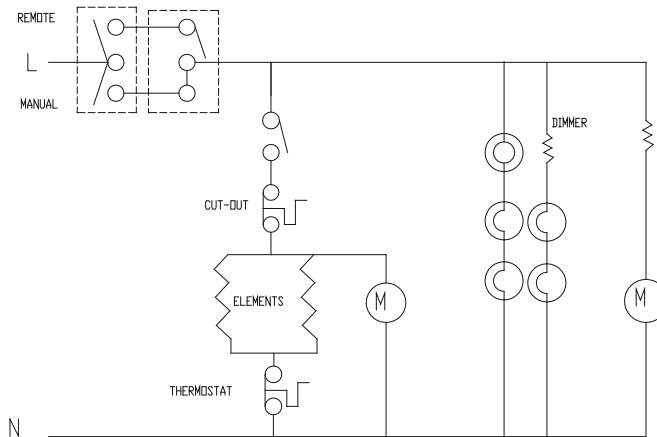 REMOTE
L
MANUAL
DIMMER
CUT-OUT
ELEMENTS
M
M
THERMOSTAT
N